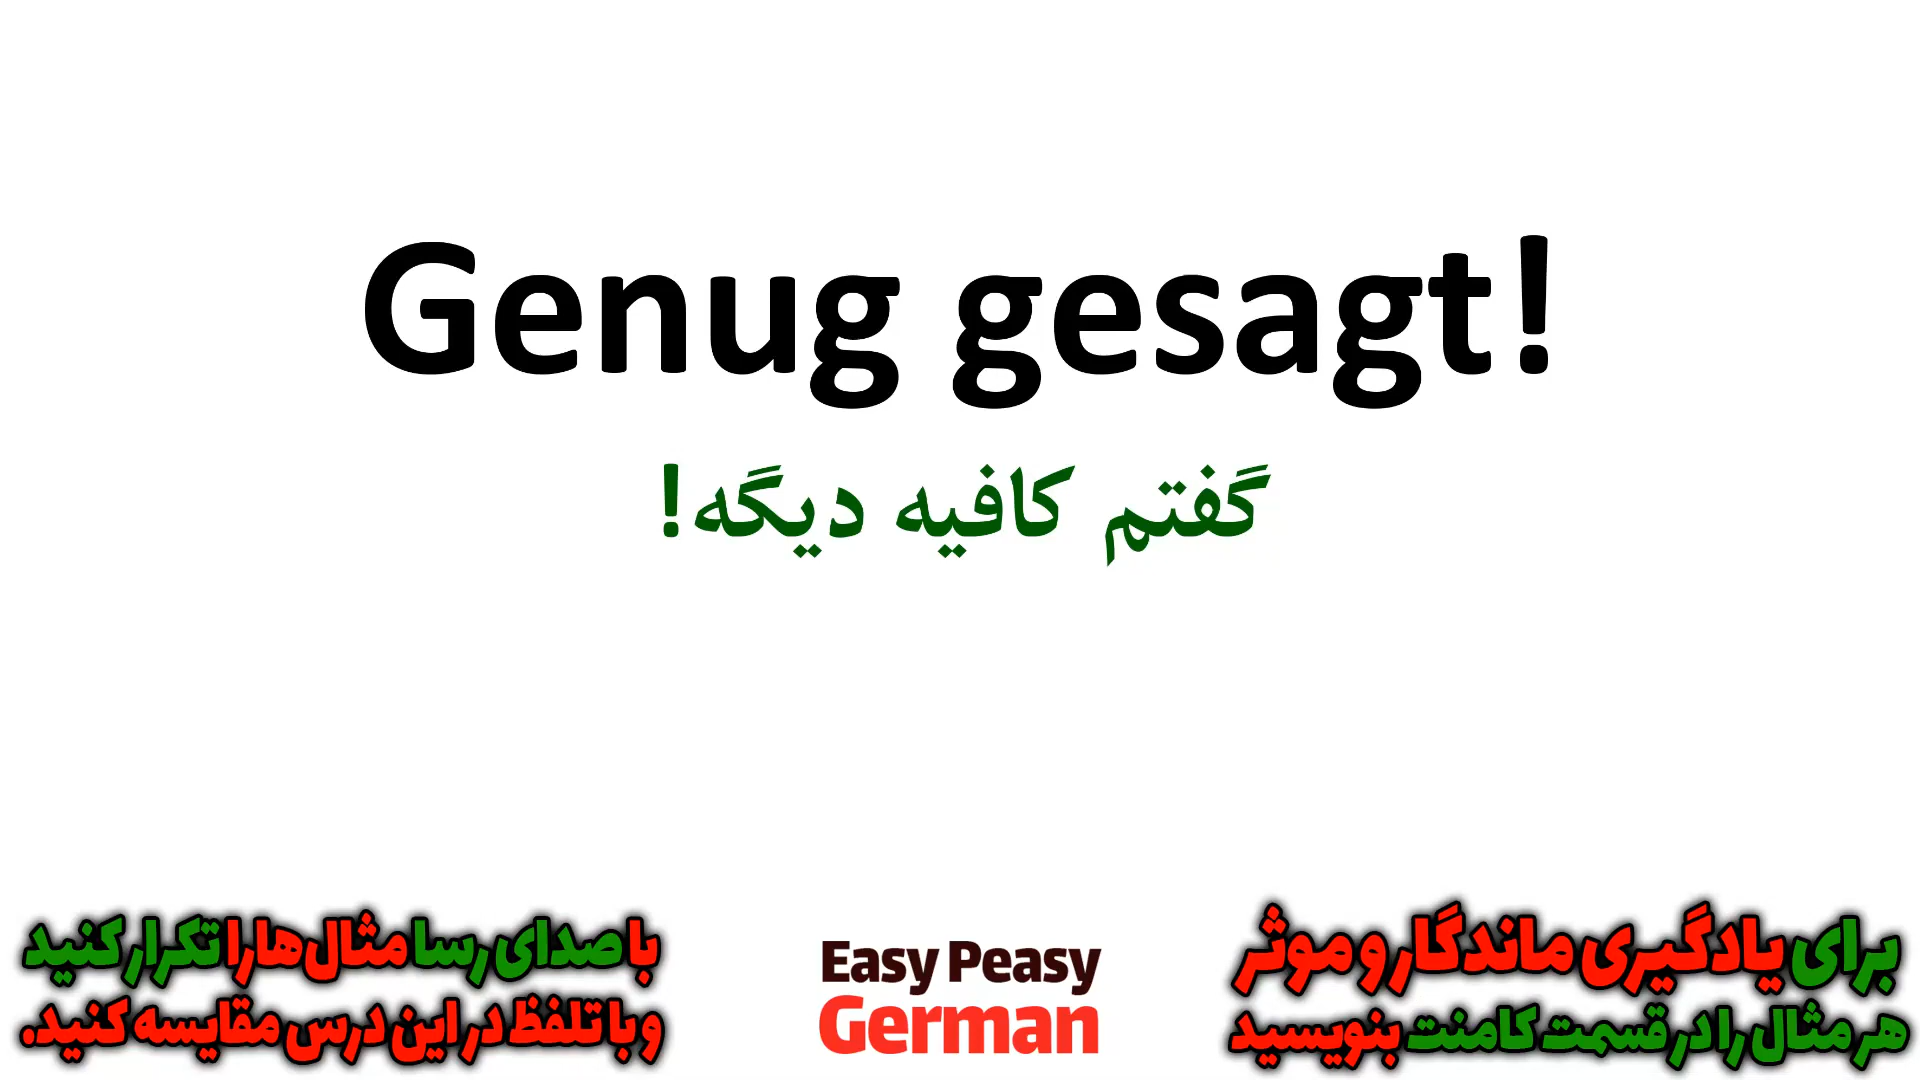 Genug gesagt!
گفتم کافیه دیگه!
برای یادگیری ماندگار و موثر
هر مثال را در قسمت کامنت بنویسید
Easy Peasy
German
با صدای رسا مثال‌ها را تکرار کنید
و با تلفظ در این درس مقایسه کنید.